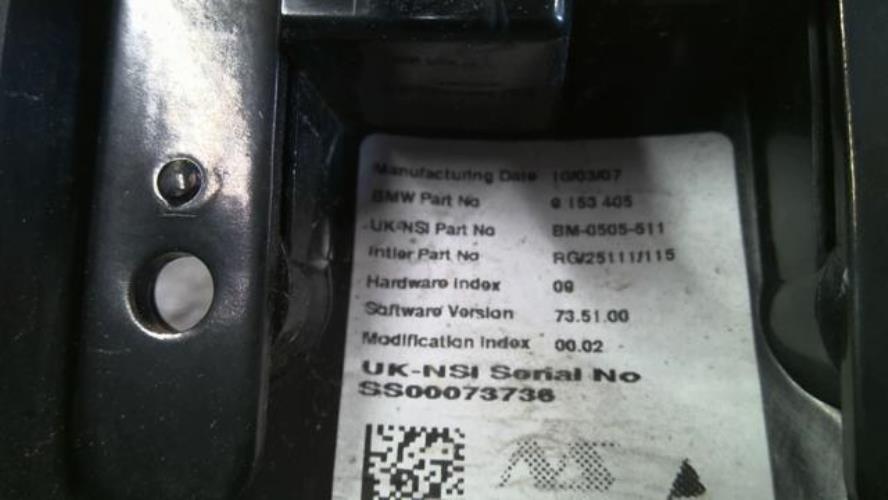 Manufacturing Date 10/03/07
BMW Part No 9 153 405
UK-NSI Part No BM-0505-511
Intier Part No RG/25111/115
Hardware Index 09
Software Version 73.51.00
Modification Index 00.02
UK-NSI Serial No
SS00073736